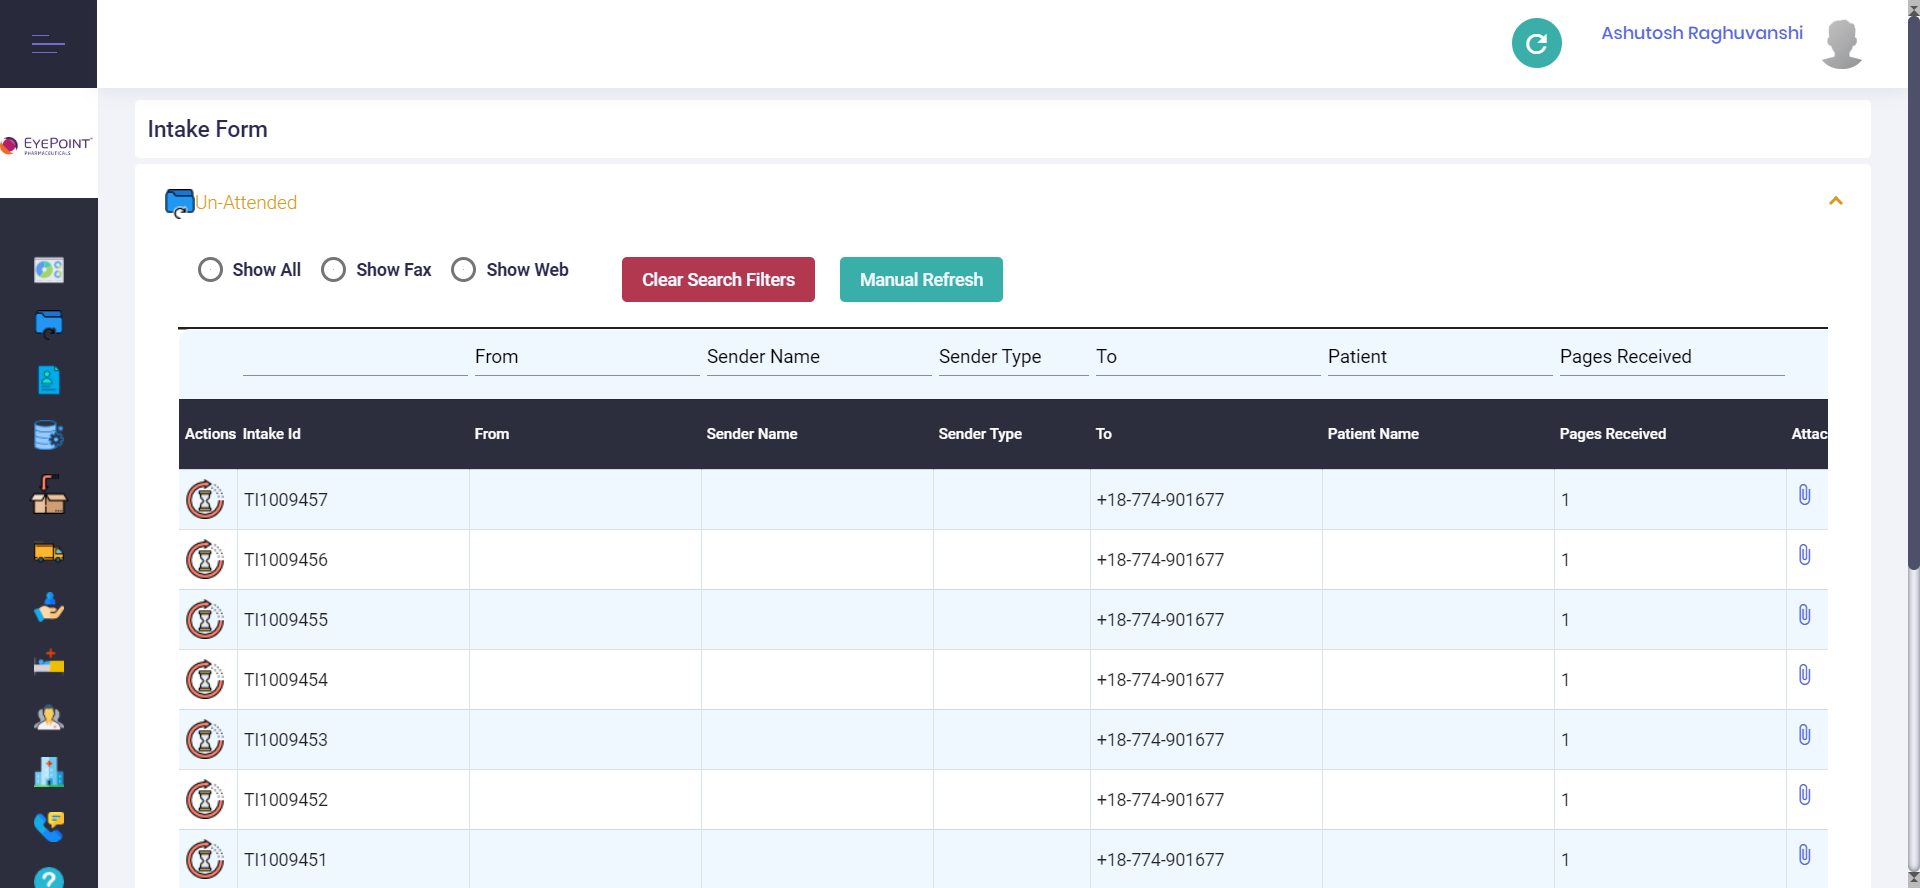 Ashutosh Raghuvanshi
EYEPOINT
PHARMACEUTICALS
Intake Form
Un-Attended
Show All Show Fax Show Web Clear Search Filters Manual Refresh
From Sender Name Sender Type To Patient Pages Received
Actions Intake Id From Sender Name Sender Type To Patient Name Pages Received Attac
TI1009457 +18-774-901677 1
TI1009456 +18-774-901677 1
TI1009455 +18-774-901677 1
TI1009454 +18-774-901677 1
TI1009453 +18-774-901677 1
TI1009452 +18-774-901677 1
TI1009451 +18-774-901677 1